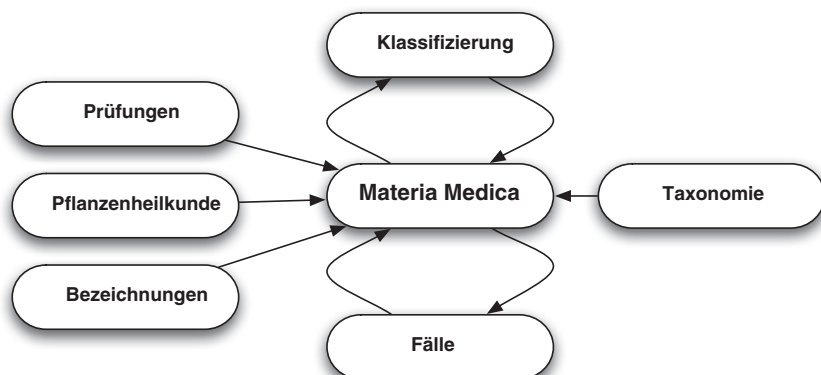 Klassifizierung
Prüfungen
Materia Medica
Pflanzenheilkunde
Taxonomie
Bezeichnungen
Fälle